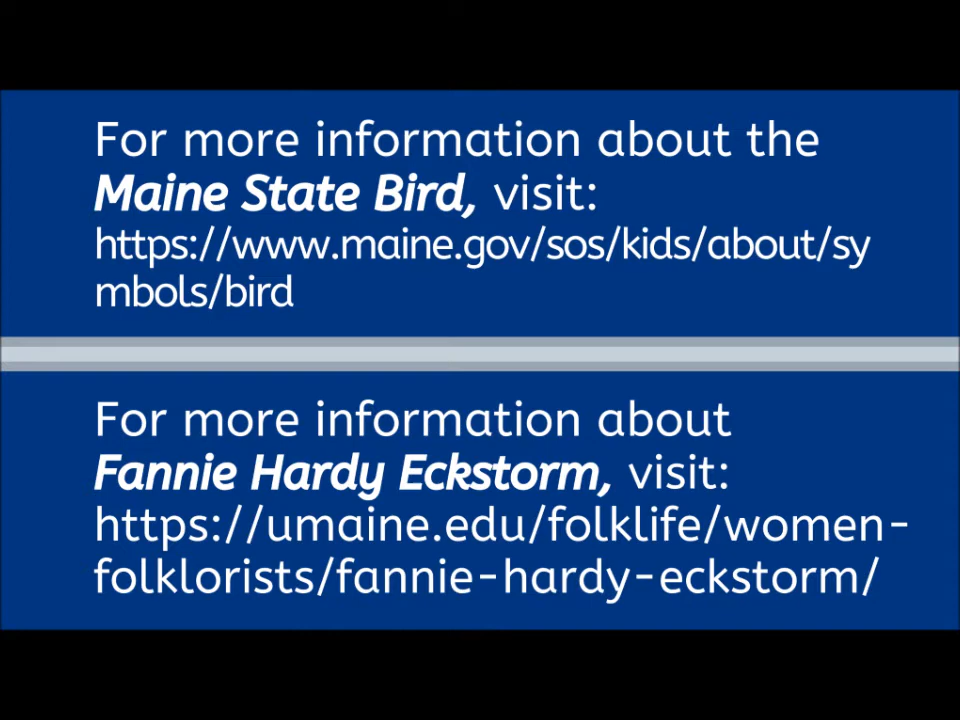 For more information about the
Maine State Bird, visit:
https://www.maine.gov/sos/kids/about/sy
mbols/bird
For more information about
Fannie Hardy Eckstorm, visit:
https://umaine.edu/folklife/women-
folklorists/fannie-hardy-eckstorm/